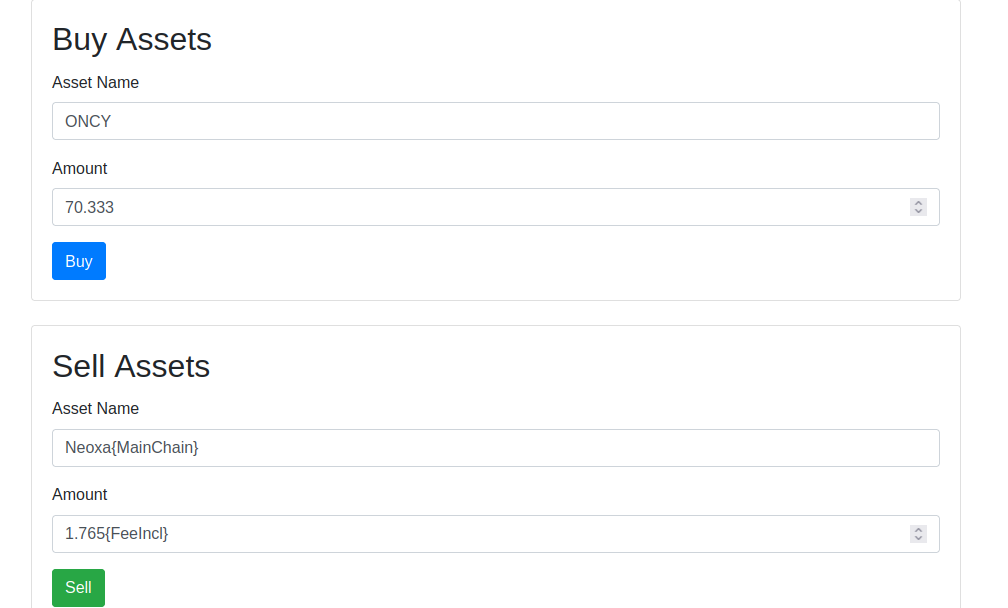 Buy Assets
Asset Name
ONCY
Amount
70.333
Buy
Sell Assets
Asset Name
Neoxa{MainChain}
Amount
1.765{FeeIncl}
Sell